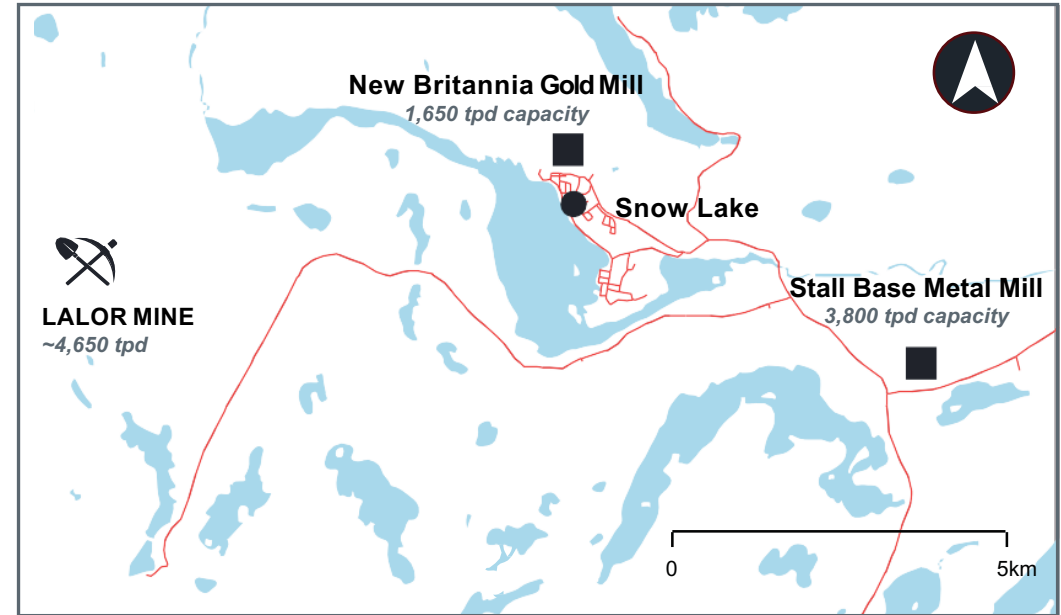 New Britannia Gold Mill
1,650 tpd capacity
Snow Lake
LALOR MINE
~4,650 tpd
Stall Base Metal Mill
3,800 tpd capacity
0
5km